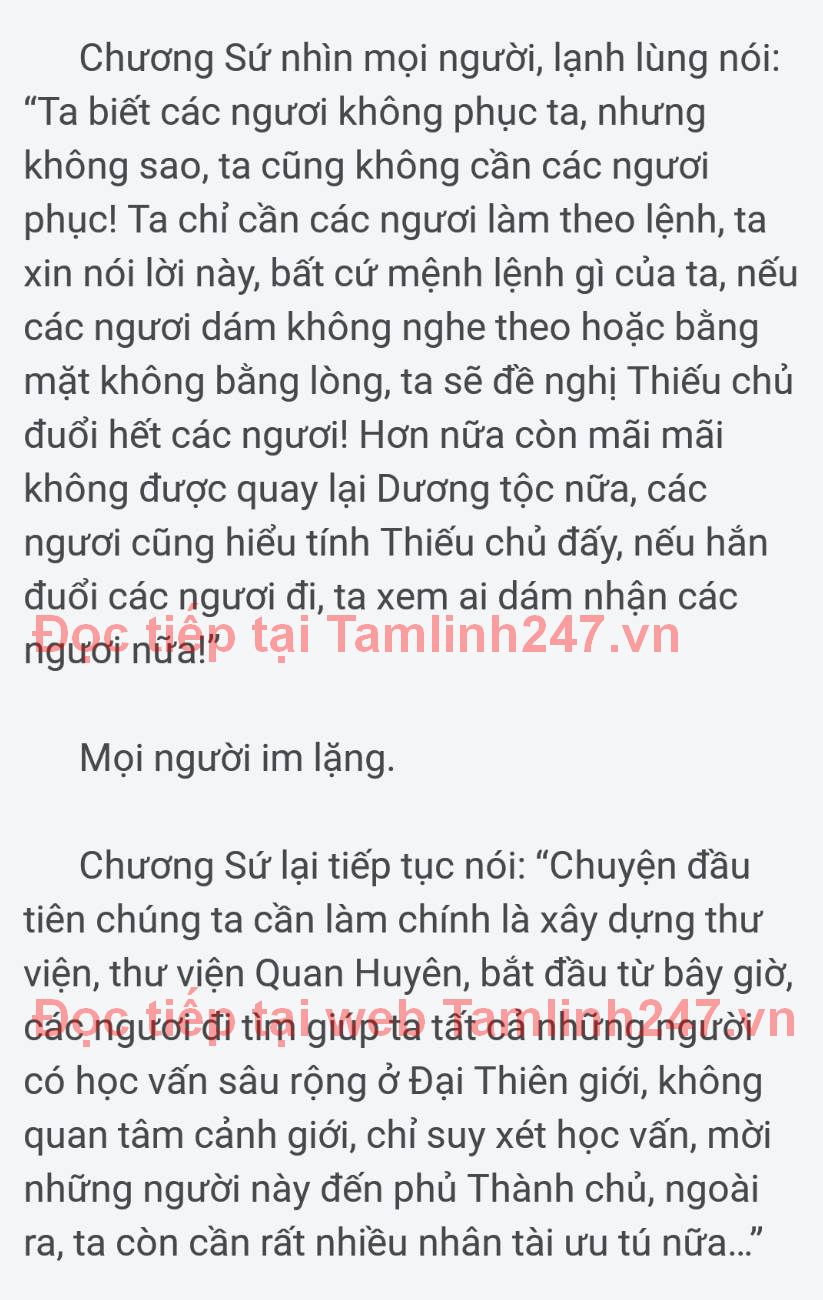 Chương Sứ nhìn mọi người, lạnh lùng nói:
“Ta biết các ngươi không phục ta, nhưng
không sao, ta cũng không cần các ngươi
phục! Ta chỉ cần các ngươi làm theo lệnh, ta
xin nói lời này, bất cứ mệnh lệnh gì của ta, nếu
các ngươi dám không nghe theo hoặc bằng
mặt không bằng lòng, ta sẽ đề nghị Thiếu chủ
đuổi hết các ngươi! Hơn nữa còn mãi mãi
không được quay lại Dương tộc nữa, các
ngươi cũng hiểu tính Thiếu chủ đấy, nếu hắn
đuổi các ngươi đi, ta xem ai dám nhận các
Đọc tiếp tại Tamlinh247.vn
ngươi nữa!”
Mọi người im lặng.
Chương Sứ lại tiếp tục nói: “Chuyện đầu
tiên chúng ta cần làm chính là xây dựng thư
viện, thư viện Quan Huyên, bắt đầu từ bây giờ,
Đọc tiếp tại web Tamlinh247.vn
các ngươi đi tìm giúp ta tất cả những người
có học vấn sâu rộng ở Đại Thiên giới, không
quan tâm cảnh giới, chỉ suy xét học vấn, mời
những người này đến phủ Thành chủ, ngoài
ra, ta còn cần rất nhiều nhân tài ưu tú nữa…”